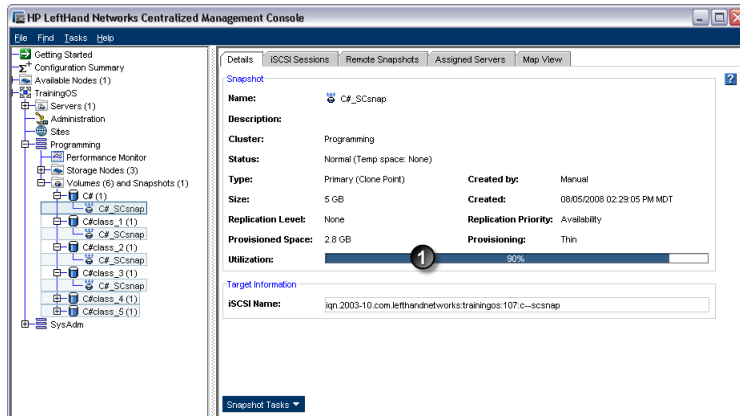 HP LeftHand Networks Centralized Management Console
File Find Tasks Help
Getting Started
Configuration Summary
Available Nodes (1)
TrainingOS
Servers (1)
Administration
Sites
Programming
Performance Monitor
Storage Nodes (3)
Volumes (6) and Snapshots (1)
C# (1)
C#_SCsnap
C#class_1 (1)
C#_SCsnap
C#class_2 (1)
C#_SCsnap
C#class_3 (1)
C#_SCsnap
C#class_4 (1)
C#class_5 (1)
SysAdm
Details iSCSI Sessions Remote Snapshots Assigned Servers Map View
Snapshot
?
Name: C#_SCsnap
Description:
Cluster: Programming
Status: Normal (Temp space: None)
Type: Primary (Clone Point) Created by: Manual
Size: 5 GB Created: 08/05/2008 02:29:05 PM MDT
Replication Level: None Replication Priority: Availability
Provisioned Space: 2.8 GB Provisioning: Thin
Utilization: 1 90%
Target Information
iSCSI Name: iqn.2003-10.com.lefthandnetworks:trainingos:107:c--scsnap
Snapshot Tasks